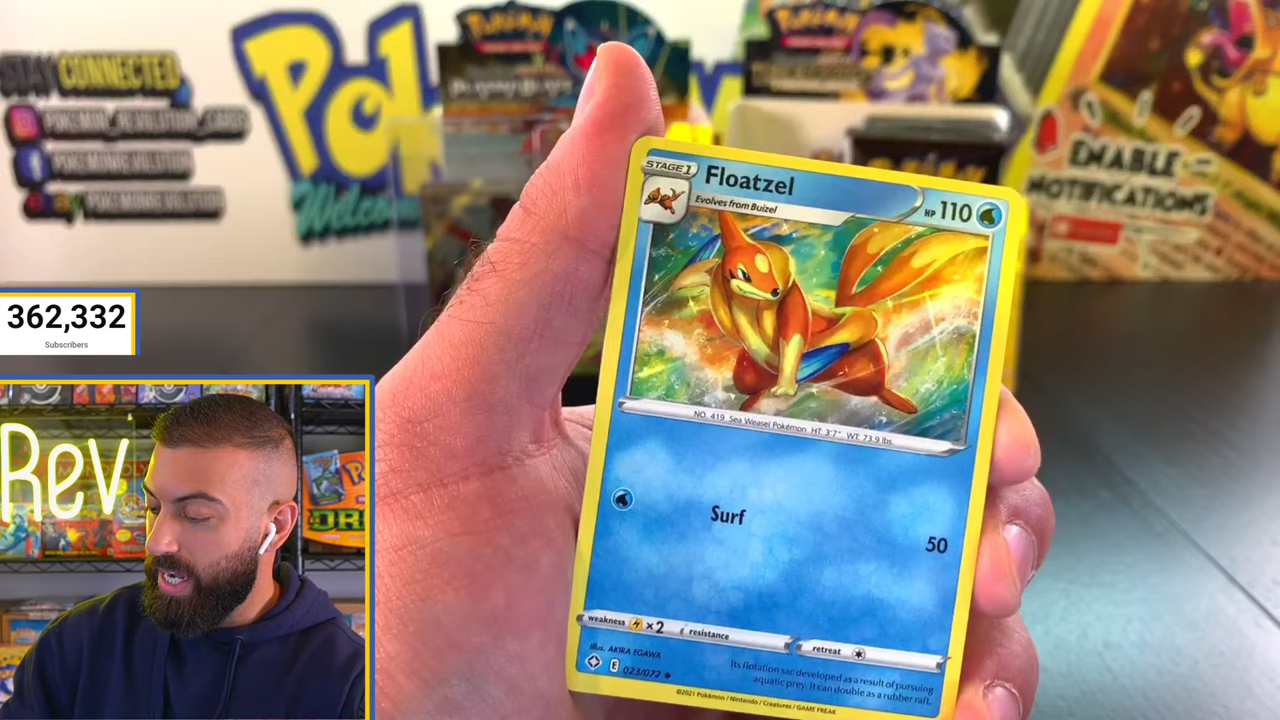 STAY CONNECTED
POKEMON_REVOLUTION_CARDS
POKEMONREVOLUTION
POKEMONREVOLUTION
Welcome
Pokémon
Pokémon
ENABLE
NOTIFICATIONS
362,332
Subscribers
Rev
MONOPOLY
STAGE 1
Floatzel
Evolves from Buizel
HP 110
NO. 419 Sea Weasel Pokémon HT: 3'7" WT: 73.9 lbs.
Surf
50
weakness ×2 resistance
retreat
Illus. AKIRA EGAWA
E 023/072
Its flotation sac developed as a result of pursuing
aquatic prey. It can double as a rubber raft.
©2021 Pokémon / Nintendo / Creatures / GAME FREAK